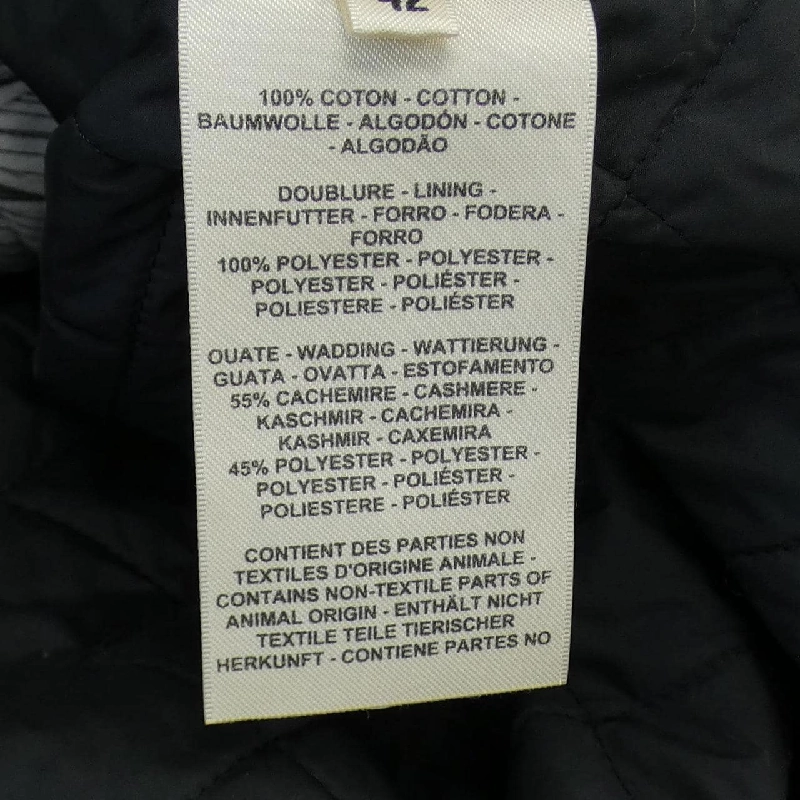 42
100% COTON - COTTON -
BAUMWOLLE - ALGODÓN - COTONE
- ALGODÃO
DOUBLURE - LINING -
INNENFUTTER - FORRO - FODERA -
FORRO
100% POLYESTER - POLYESTER -
POLYESTER - POLIÉSTER -
POLIESTERE - POLIÉSTER
OUATE - WADDING - WATTIERUNG -
GUATA - OVATTA - ESTOFAMENTO
55% CACHEMIRE - CASHMERE -
KASCHMIR - CACHEMIRA -
KASHMIR - CAXEMIRA
45% POLYESTER - POLYESTER -
POLYESTER - POLIÉSTER -
POLIESTERE - POLIÉSTER
CONTIENT DES PARTIES NON
TEXTILES D'ORIGINE ANIMALE -
CONTAINS NON-TEXTILE PARTS OF
ANIMAL ORIGIN - ENTHÄLT NICHT
TEXTILE TEILE TIERISCHER
HERKUNFT - CONTIENE PARTES NO